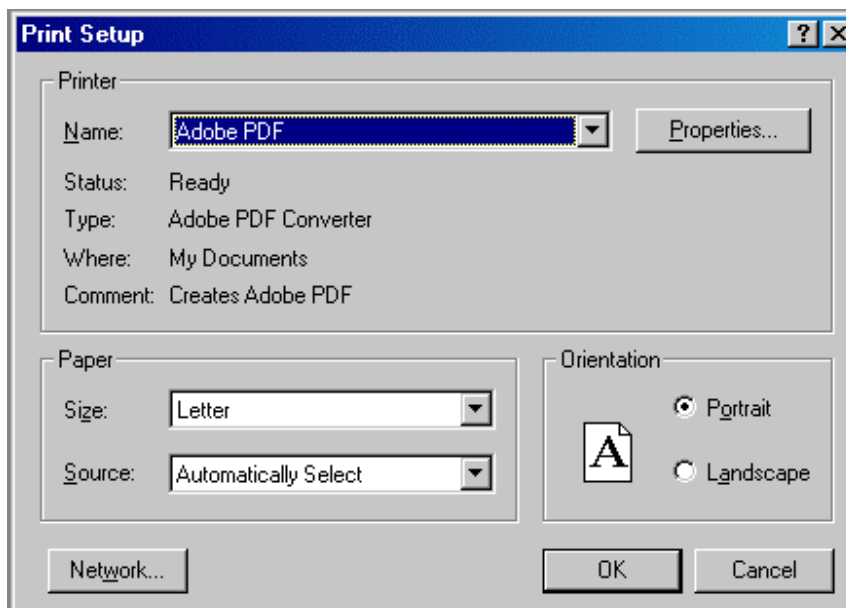 Print Setup
Printer
Name: Adobe PDF Properties...
Status: Ready
Type: Adobe PDF Converter
Where: My Documents
Comment: Creates Adobe PDF
Paper
Size: Letter
Source: Automatically Select
Orientation
A
Portrait
Landscape
Network... OK Cancel